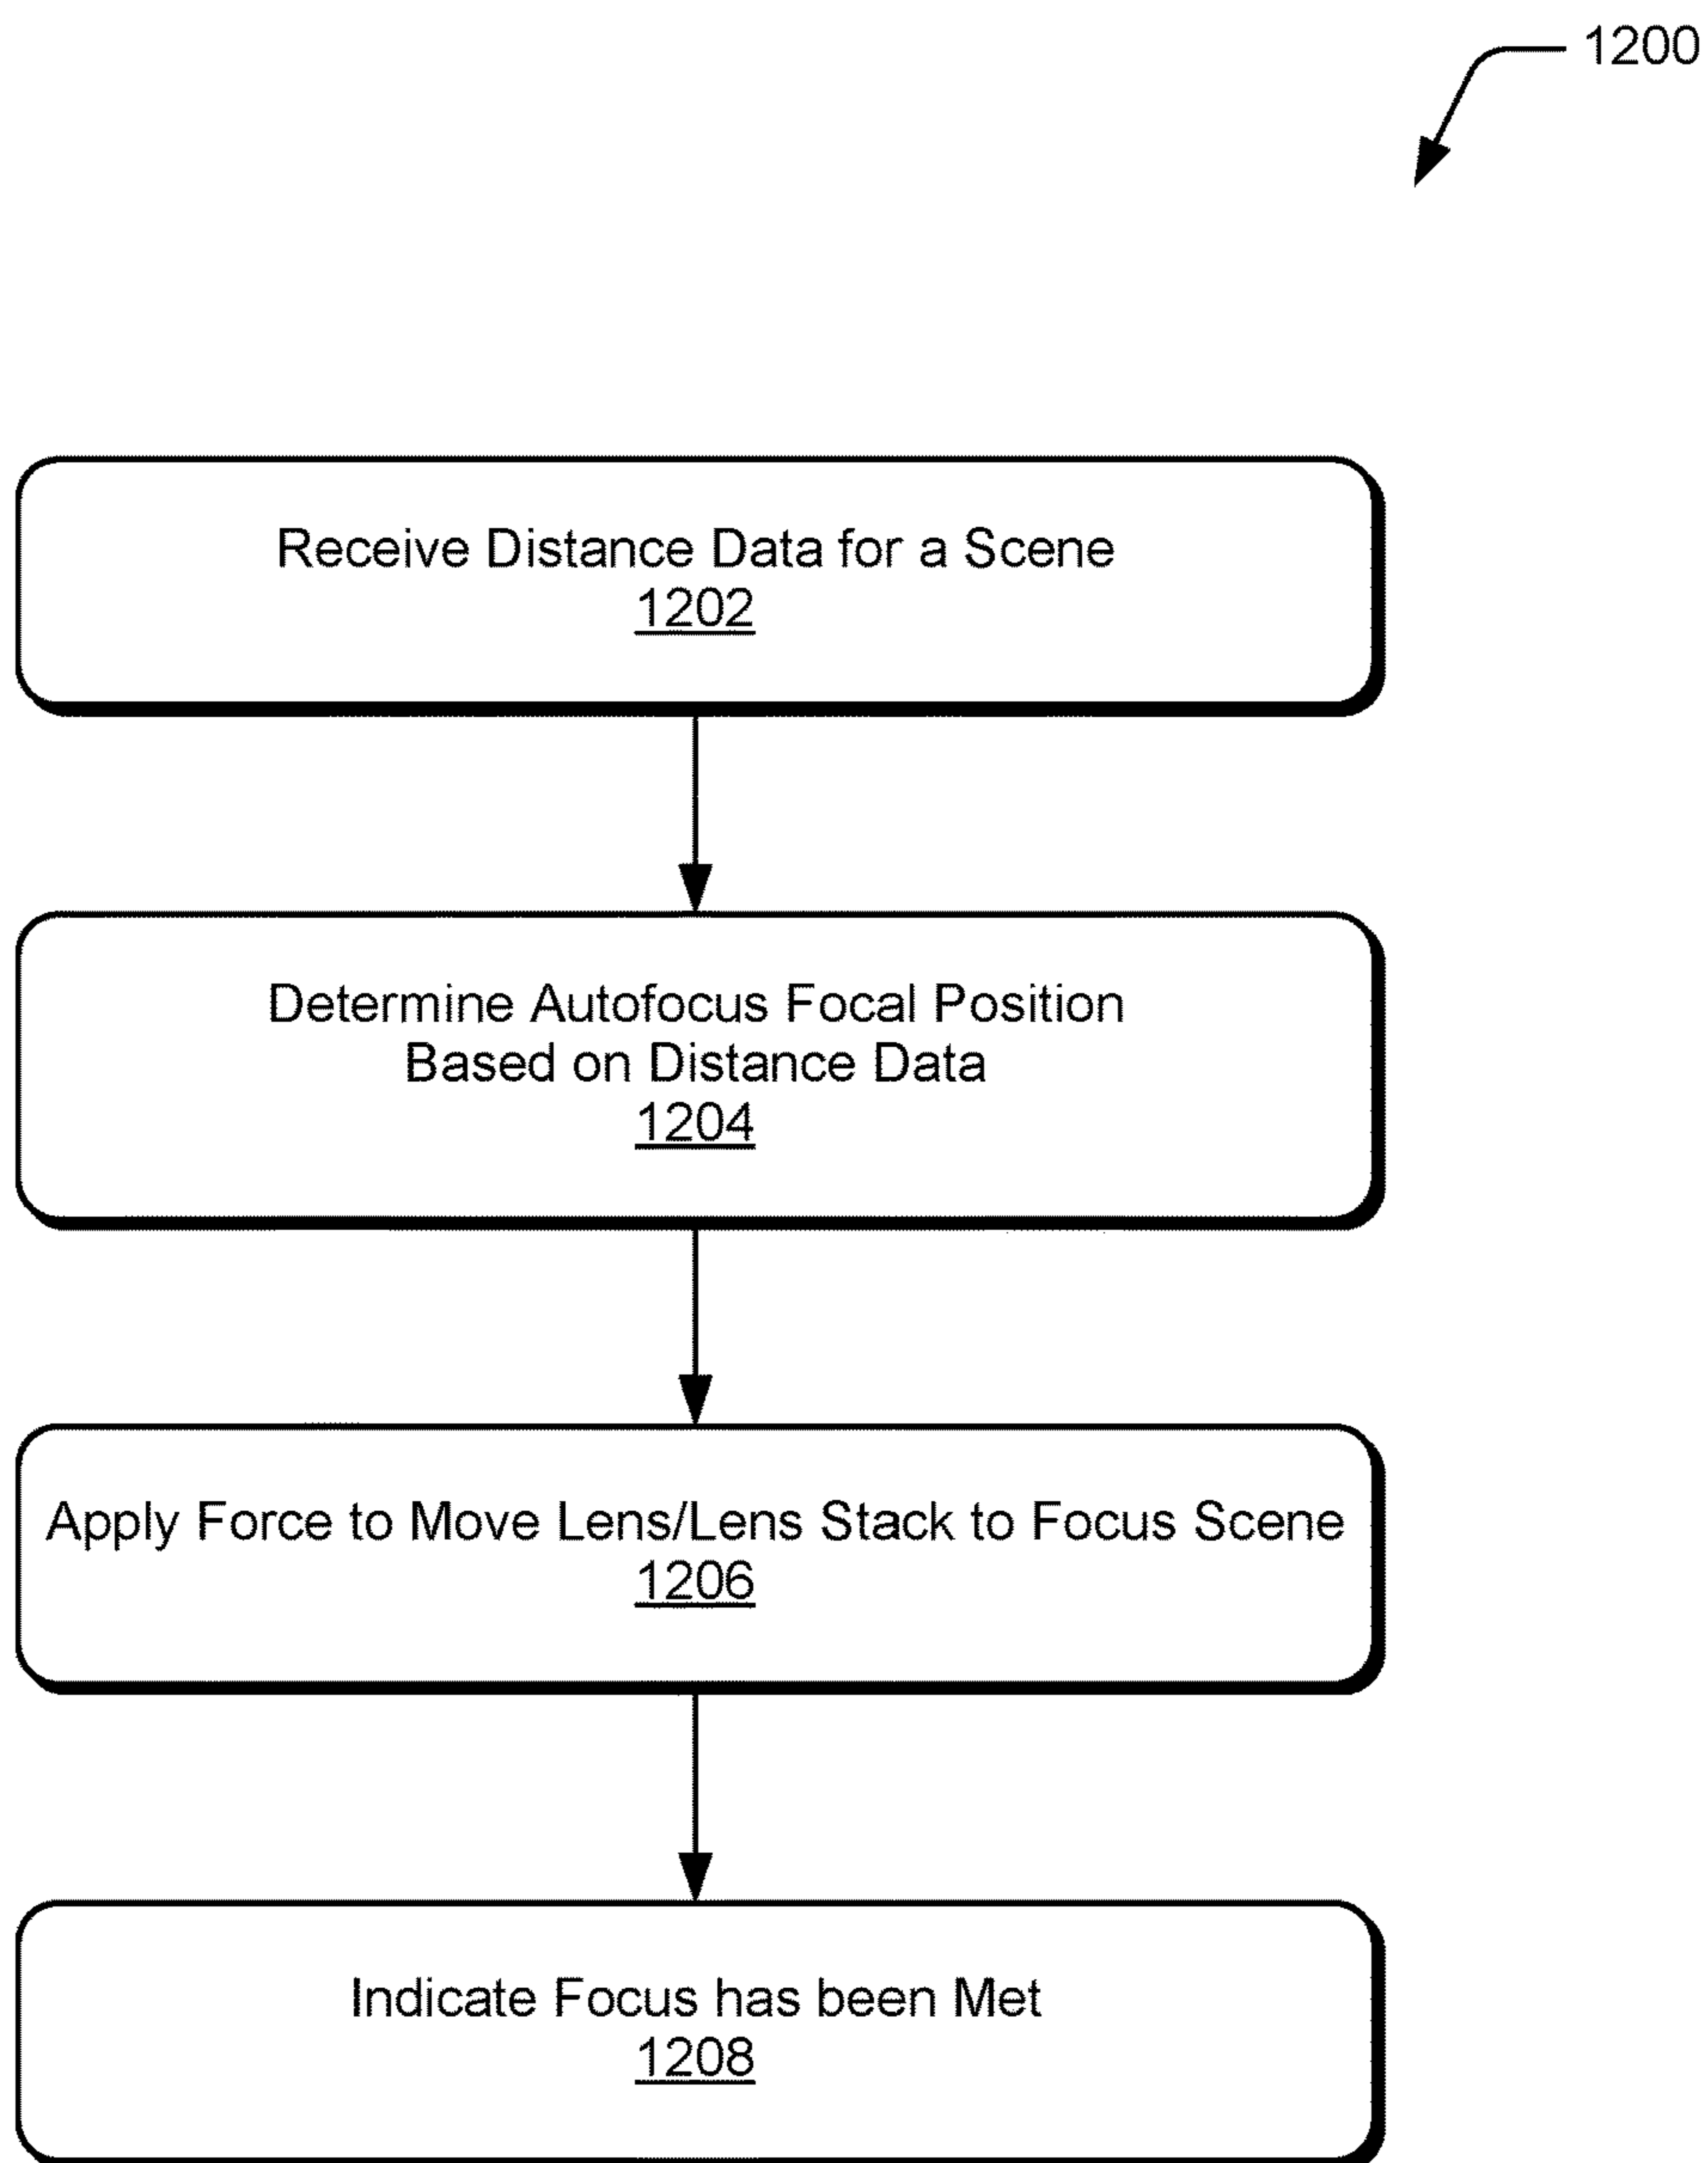 1200
Receive Distance Data for a Scene
1202
Determine Autofocus Focal Position
Based on Distance Data
1204
Apply Force to Move Lens/Lens Stack to Focus Scene
1206
Indicate Focus has been Met
1208